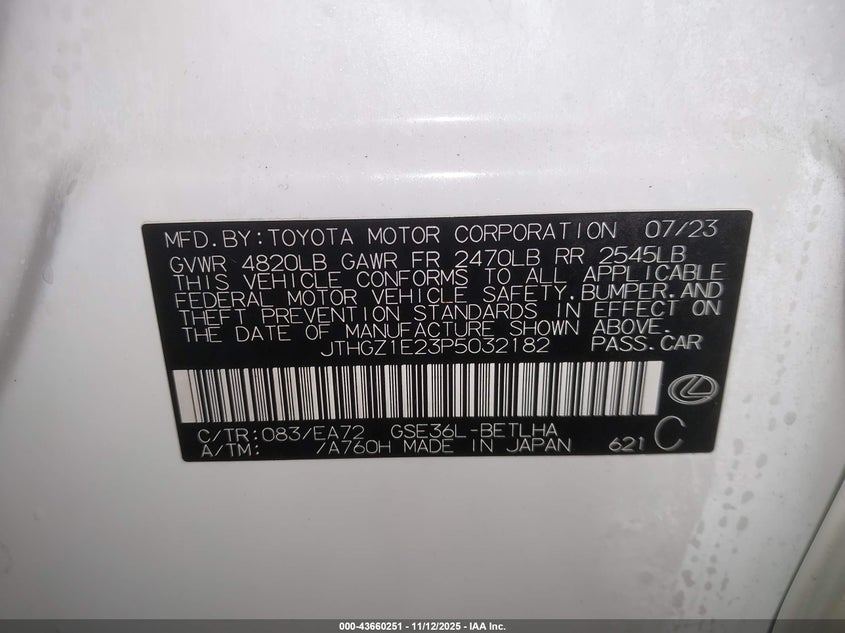 MFD.BY:TOYOTA MOTOR CORPORATION 07/23
GVWR 4820LB GAWR FR 2470LB RR 2545LB
THIS VEHICLE CONFORMS TO ALL APPLICABLE
FEDERAL MOTOR VEHICLE SAFETY,BUMPER,AND
THEFT PREVENTION STANDARDS IN EFFECT ON
THE DATE OF MANUFACTURE SHOWN ABOVE.
JTHGZ1E23P5032182 PASS.CAR
C/TR:083/EA72 GSE36L-BETLHA
A/TM: /A760H MADE IN JAPAN 621 C
000-43660251 - 11/12/2025 - IAA Inc.